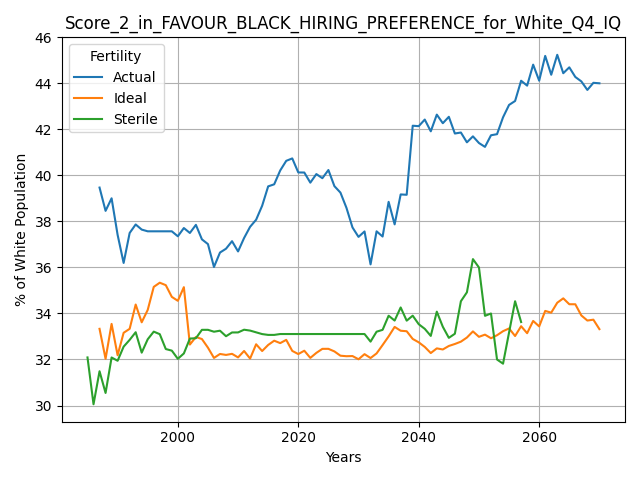 Score_2_in_FAVOUR_BLACK_HIRING_PREFERENCE_for_White_Q4_IQ
Fertility
Actual
Ideal
Sterile
% of White Population
46
44
42
40
38
36
34
32
30
2000
2020
2040
2060
Years